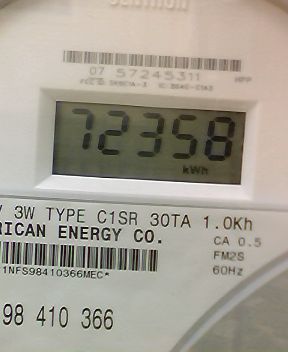 07 57245311
72358
kWh
V 3W TYPE C1SR 30TA 1.0Kh
RICAN ENERGY CO.
CA 0.5
FM2S
60Hz
1NFS98410366MEC*
98 410 366